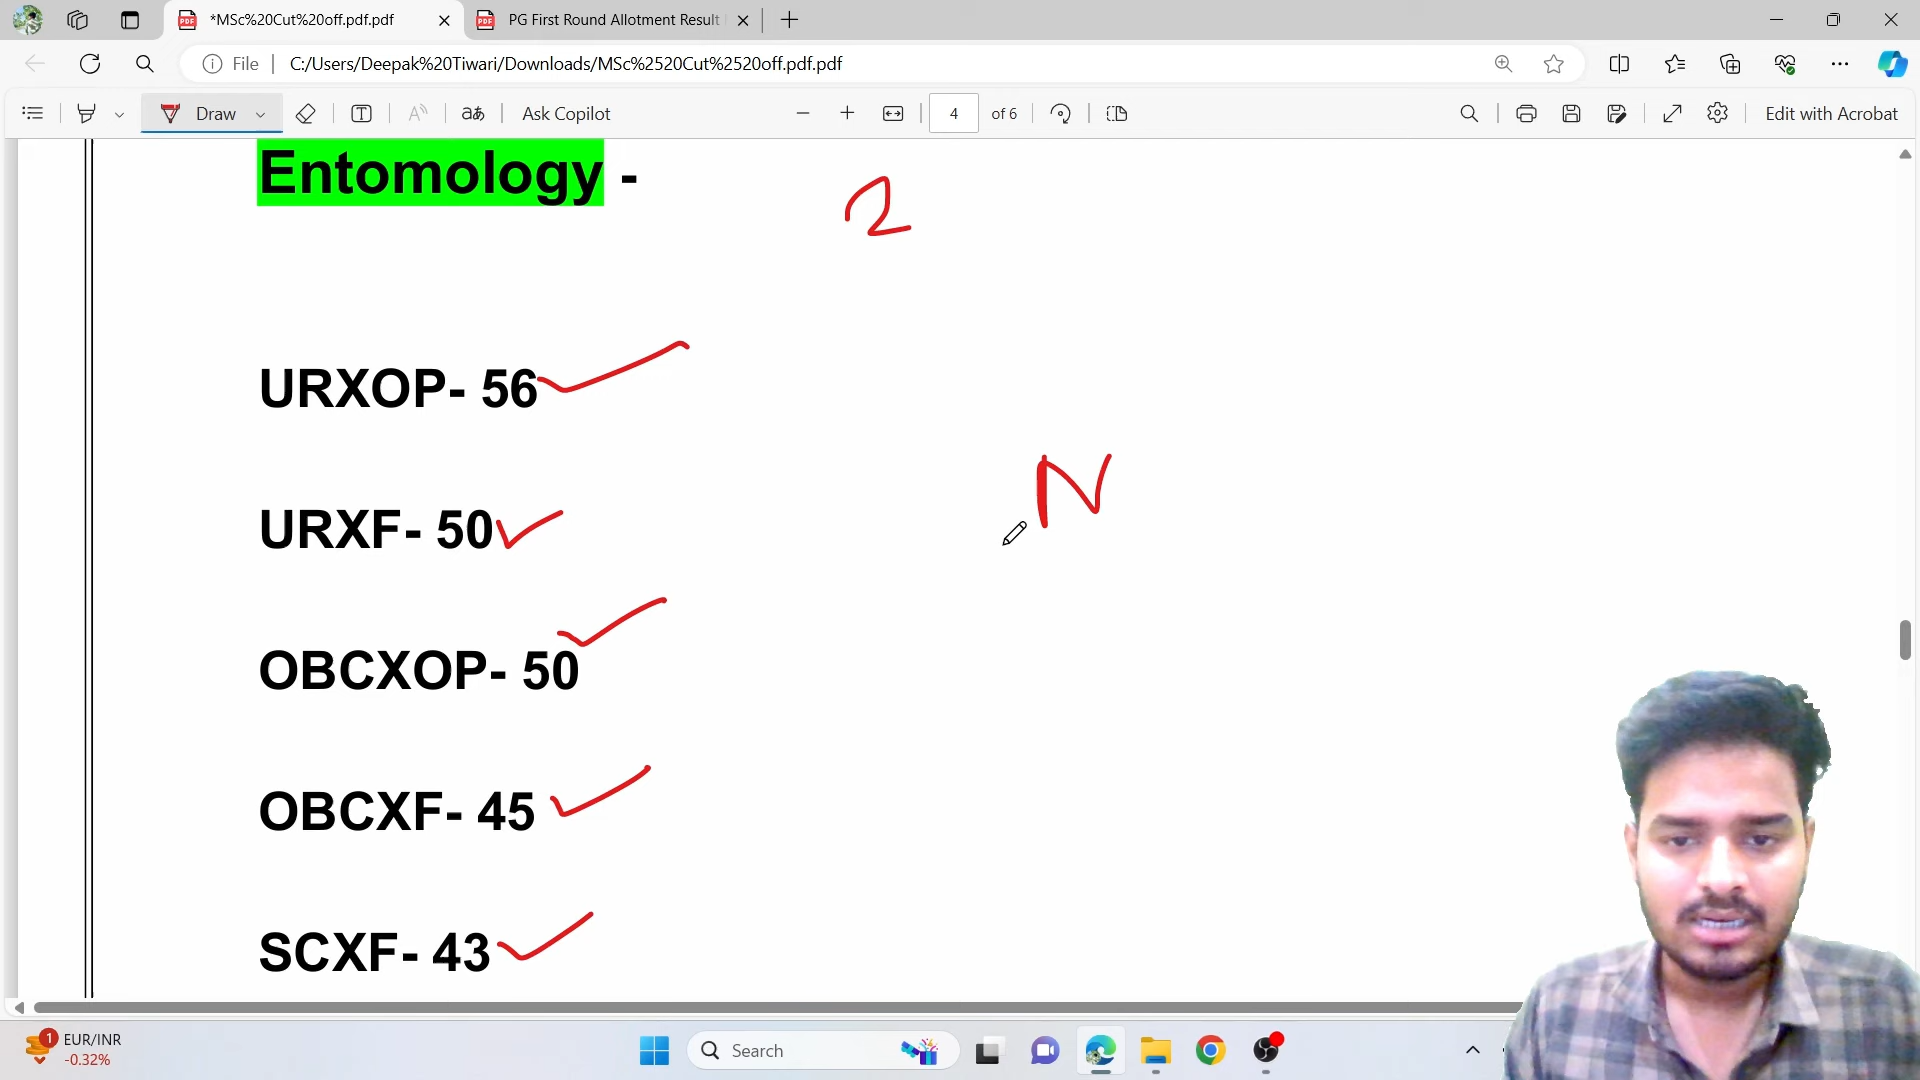 *MSc%20Cut%20off.pdf.pdf
PG First Round Allotment Result
File
C:/Users/Deepak%20Tiwari/Downloads/MSc%2520Cut%2520off.pdf.pdf
Draw
Ask Copilot
4 of 6
Edit with Acrobat
Entomology -
2
URXOP- 56
N
URXF- 50
OBCXOP- 50
OBCXF- 45
SCXF- 43
1
EUR/INR
-0.32%
Search